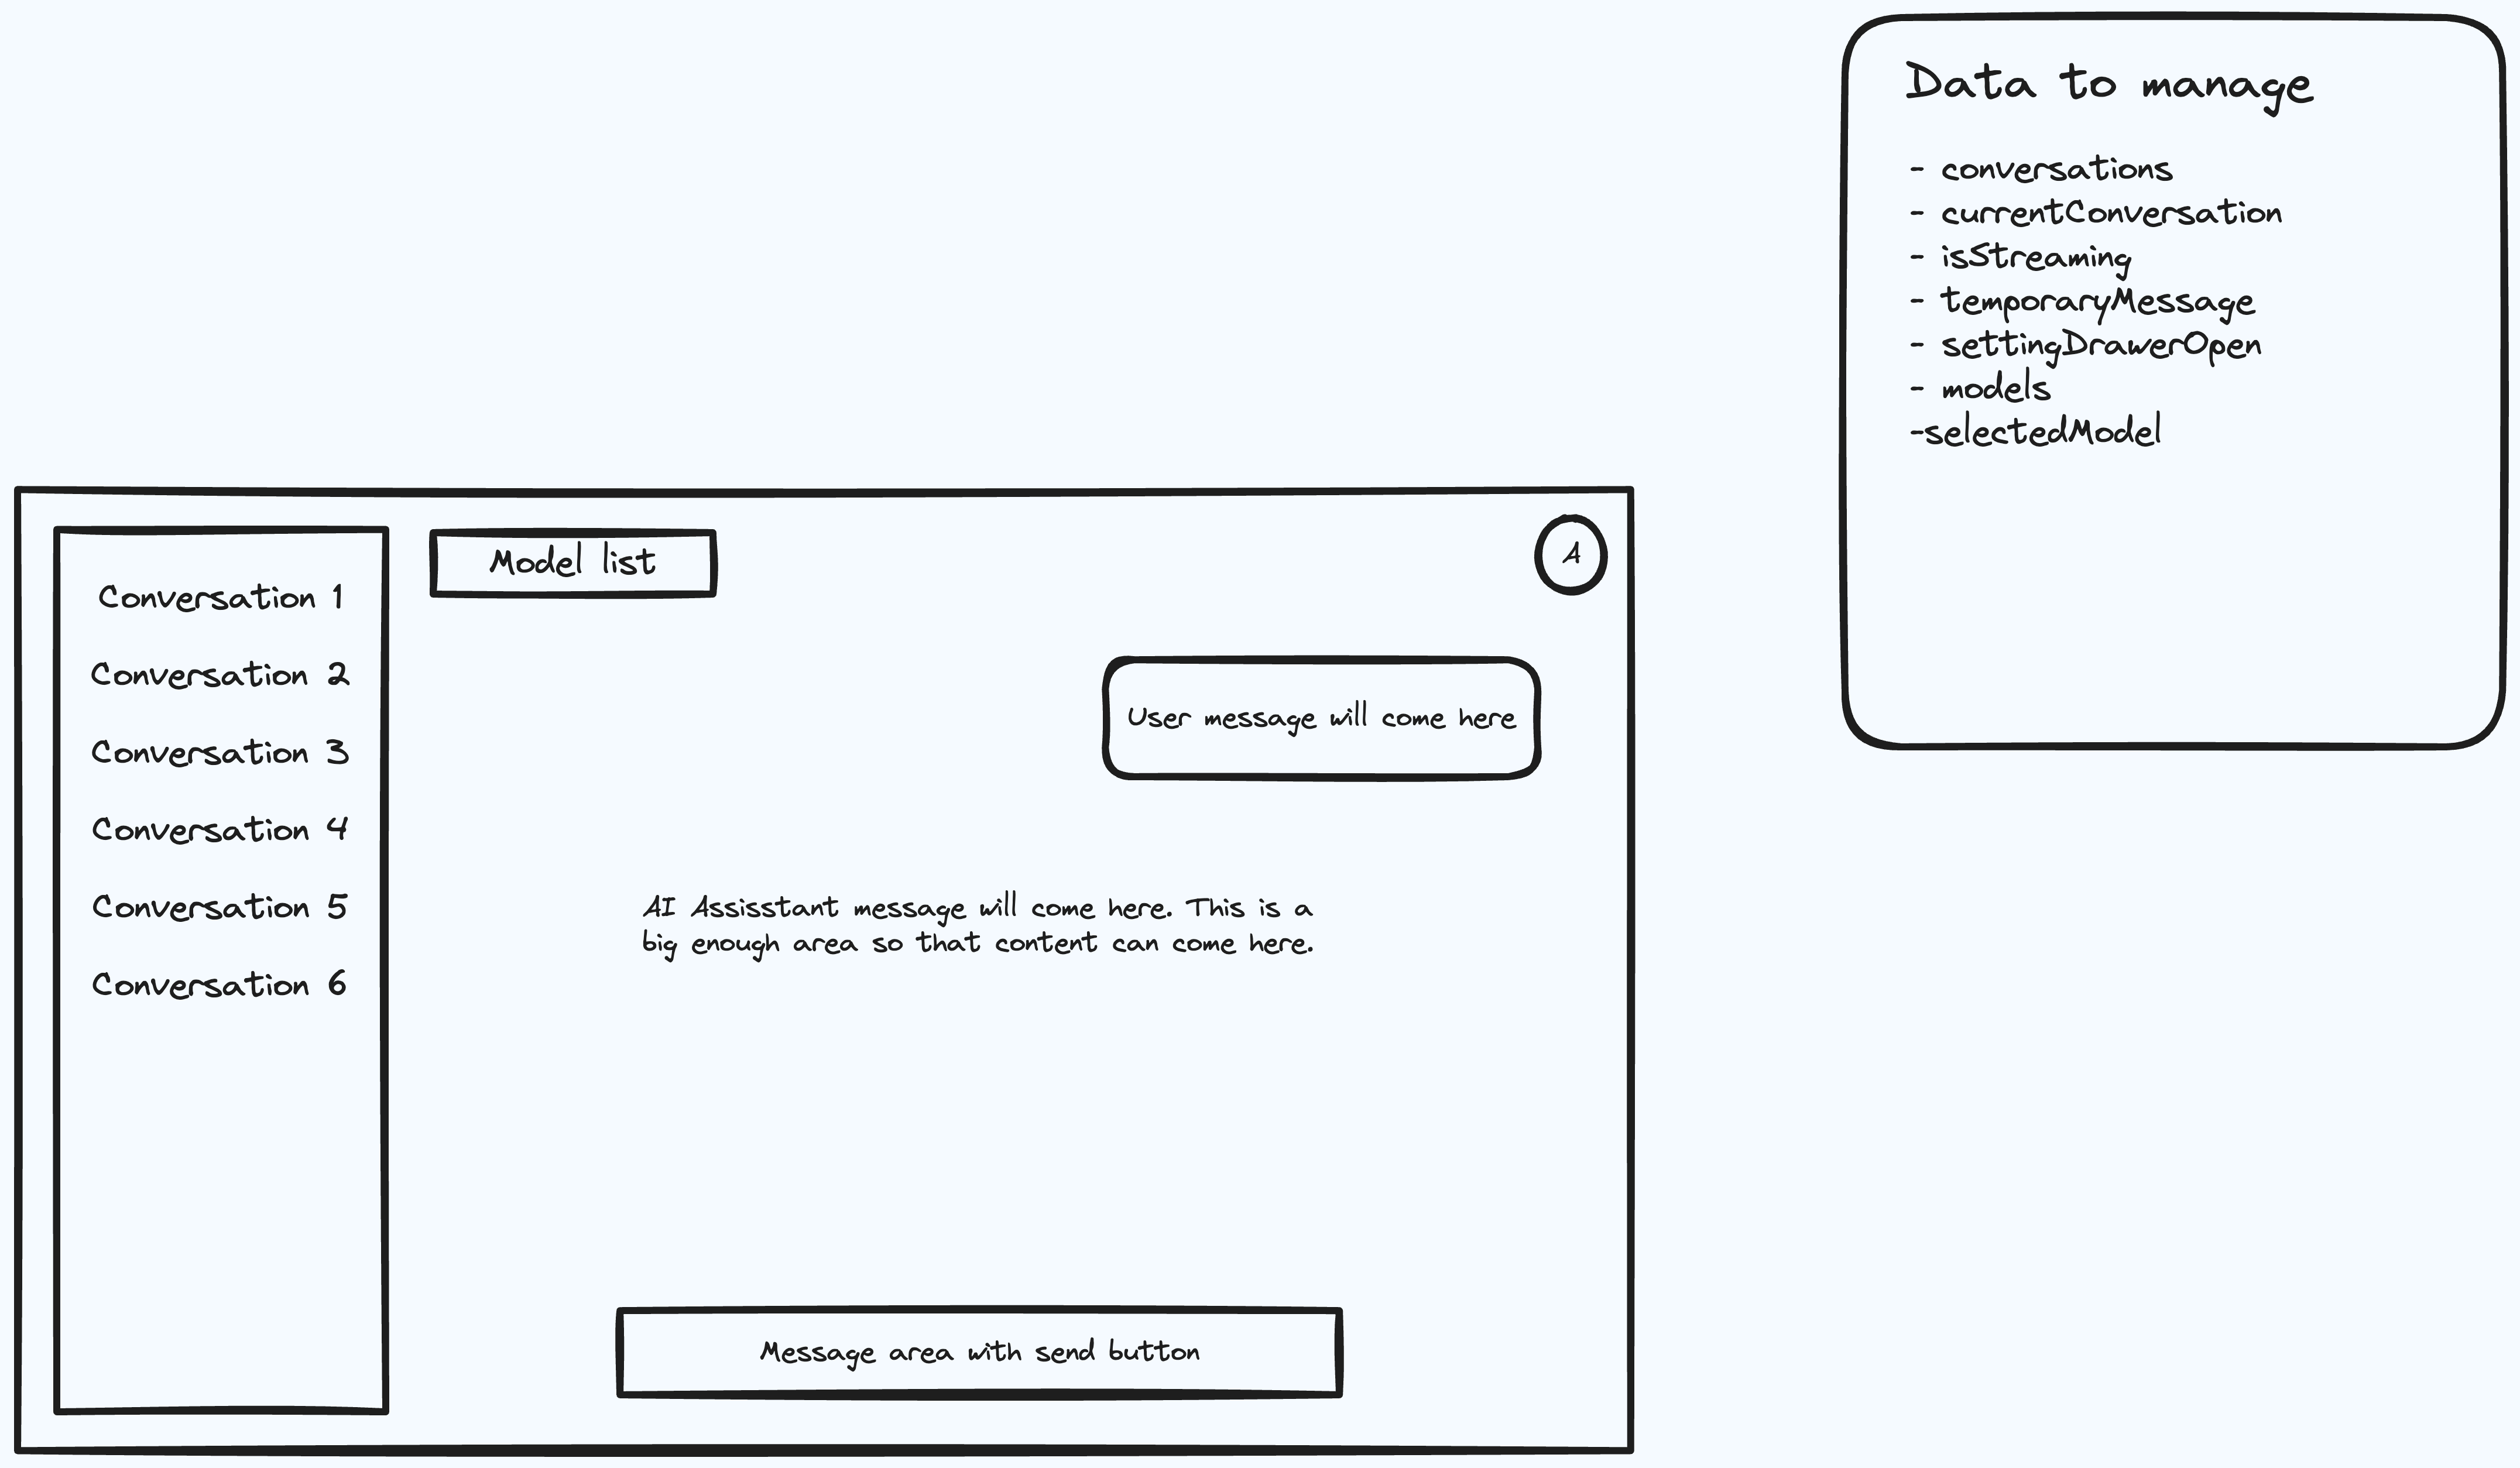 Data to manage
- conversations
- currentConversation
- isStreaming
- temporaryMessage
- settingDrawerOpen
- models
-selectedModel
Model list
A
Conversation 1
Conversation 2
Conversation 3
Conversation 4
Conversation 5
Conversation 6
User message will come here
AI Assisstant message will come here. This is a
big enough area so that content can come here.
Message area with send button